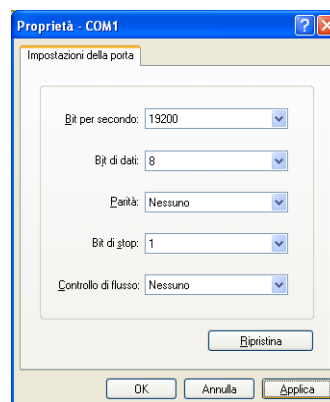 Proprietà - COM1
Impostazioni della porta
Bit per secondo: 19200
Bit di dati: 8
Parità: Nessuno
Bit di stop: 1
Controllo di flusso: Nessuno
Ripristina
OK Annulla Applica